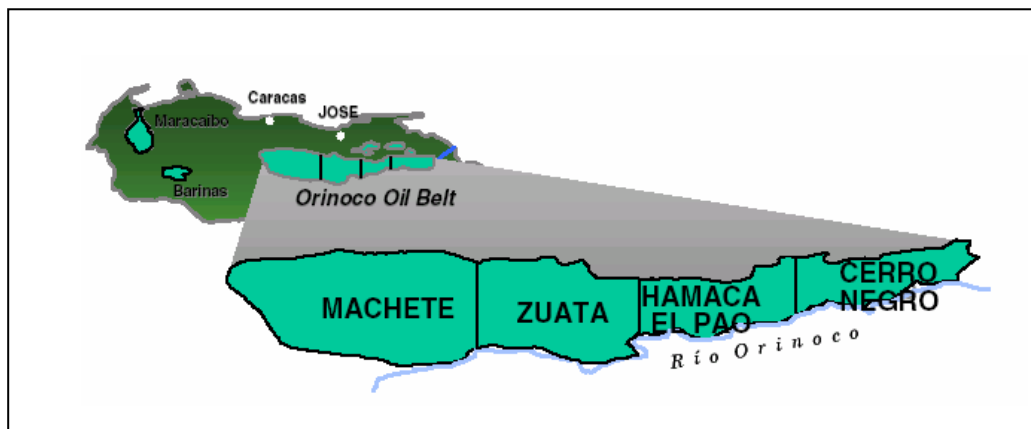 Caracas
JOSE
Maracaibo
Barinas
Orinoco Oil Belt
MACHETE
ZUATA
HAMACA
EL PAO
CERRO
NEGRO
Río Orinoco